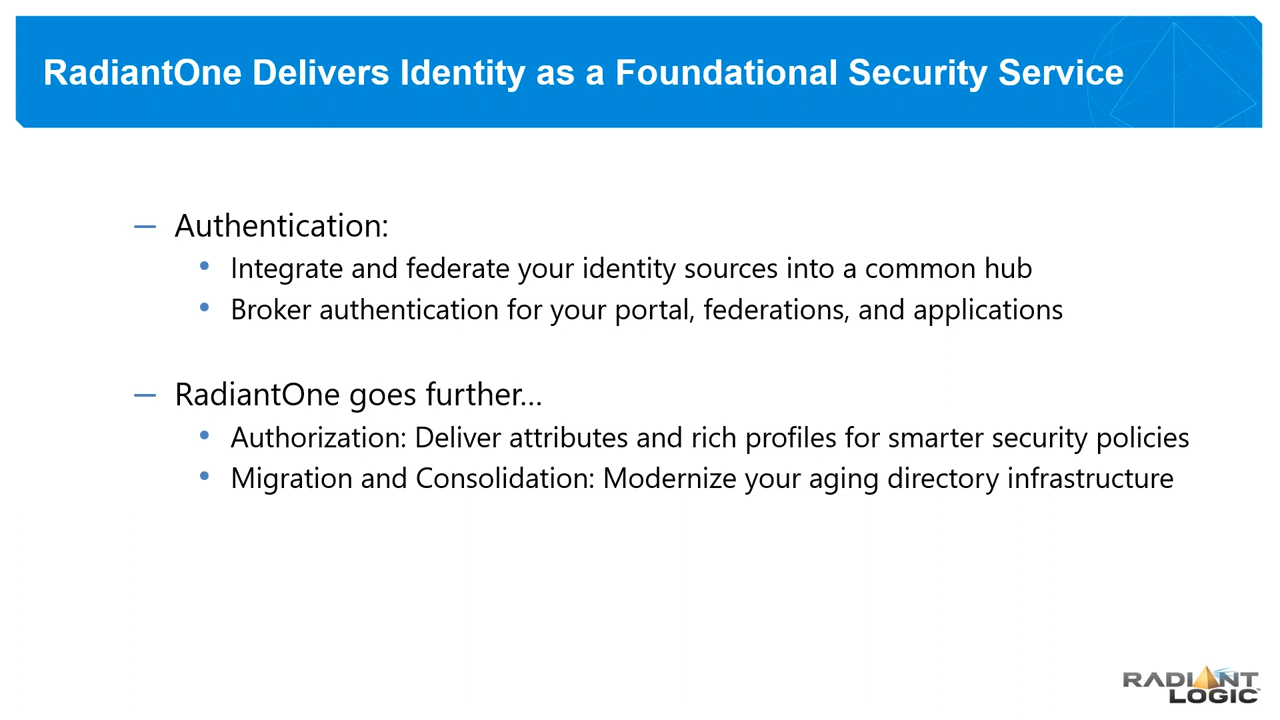 RadiantOne Delivers Identity as a Foundational Security Service
— Authentication:
• Integrate and federate your identity sources into a common hub
• Broker authentication for your portal, federations, and applications
— RadiantOne goes further...
• Authorization: Deliver attributes and rich profiles for smarter security policies
• Migration and Consolidation: Modernize your aging directory infrastructure
RADIANT
LOGIC